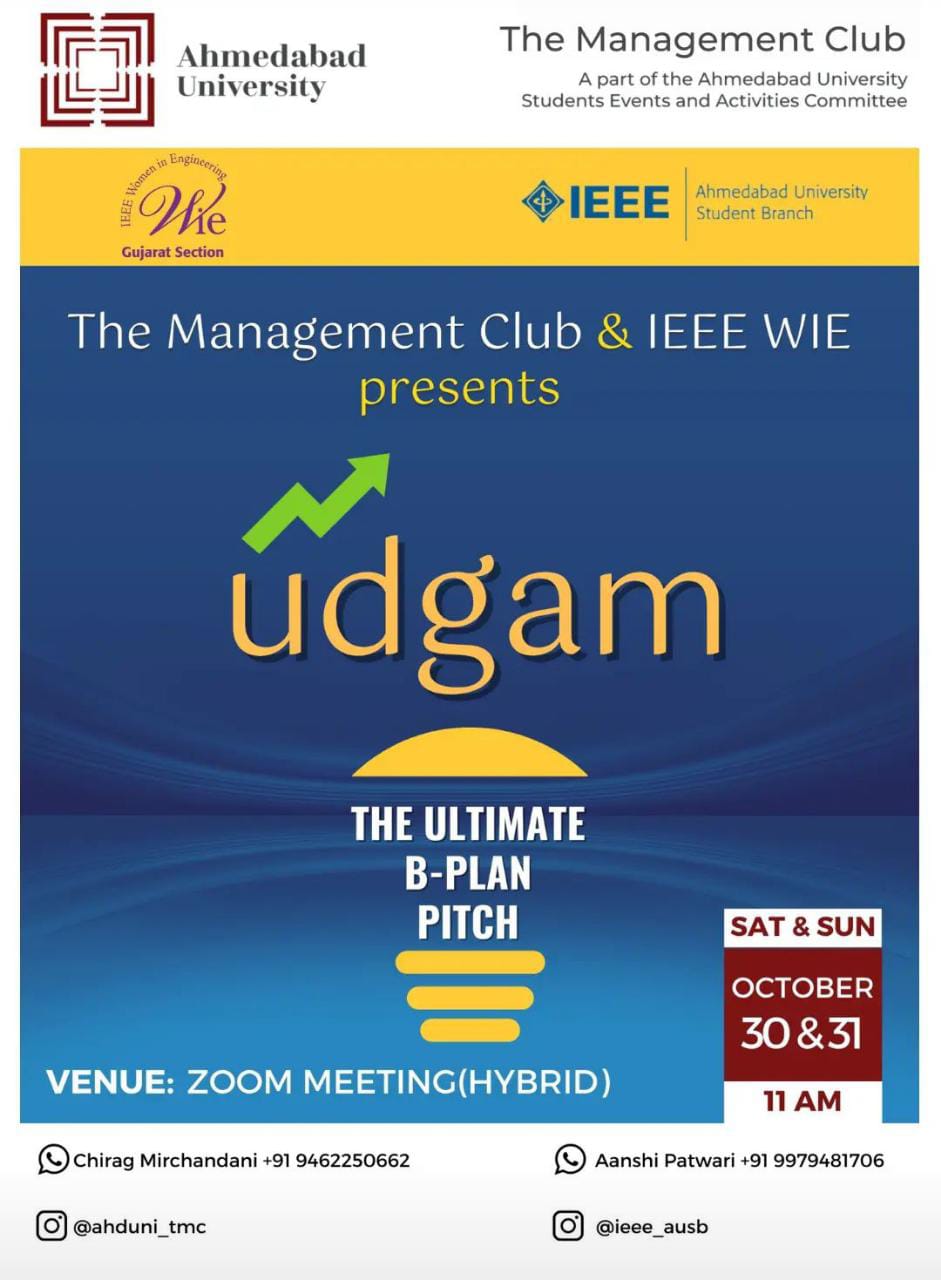 Ahmedabad
University
The Management Club
A part of the Ahmedabad University
Students Events and Activities Committee
IEEE Women in Engineering
Wie
Gujarat Section
IEEE
Ahmedabad University
Student Branch
The Management Club & IEEE WIE
presents
udgam
THE ULTIMATE
B-PLAN
PITCH
SAT & SUN
OCTOBER
30 & 31
11 AM
VENUE: ZOOM MEETING(HYBRID)
Chirag Mirchandani +91 9462250662
Aanshi Patwari +91 9979481706
@ahduni_tmc
@ieee_ausb